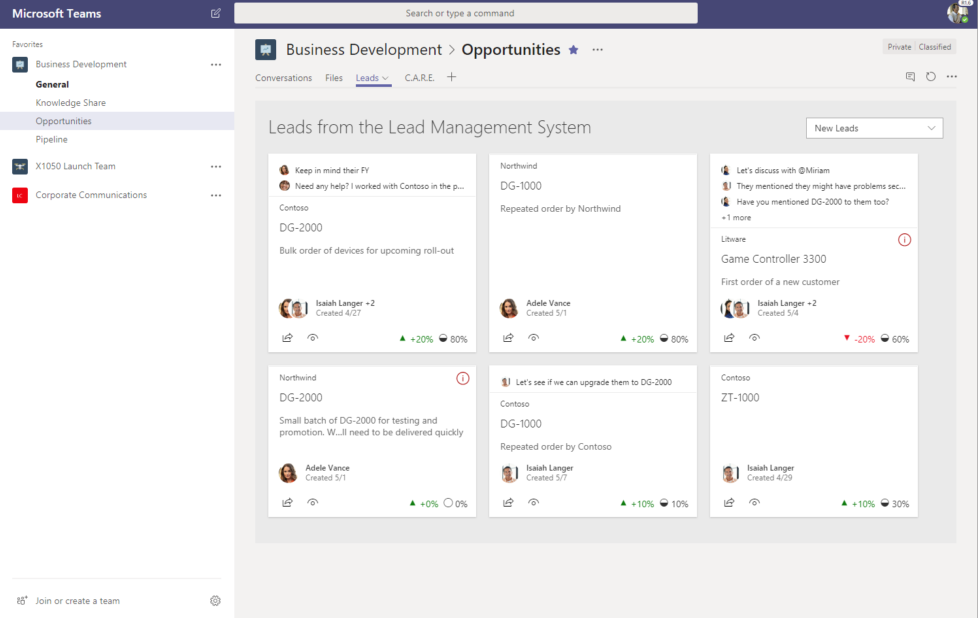 Microsoft Teams
Search or type a command
Favorites
Business Development
General
Knowledge Share
Opportunities
Pipeline
X1050 Launch Team
Corporate Communications
Join or create a team
Business Development > Opportunities
Private Classified
Conversations Files Leads C.A.R.E.
Leads from the Lead Management System
New Leads
Keep in mind their FY
Need any help? I worked with Contoso in the p...
Contoso
DG-2000
Bulk order of devices for upcoming roll-out
Isaiah Langer +2
Created 4/27
+20% 80%
Northwind
DG-1000
Repeated order by Northwind
Adele Vance
Created 5/1
+20% 80%
Let's discuss with @Miriam
They mentioned they might have problems sec...
Have you mentioned DG-2000 to them too?
+1 more
Litware
Game Controller 3300
First order of a new customer
Isaiah Langer +2
Created 5/4
-20% 60%
Northwind
DG-2000
Small batch of DG-2000 for testing and
promotion. W...ll need to be delivered quickly
Adele Vance
Created 5/1
+0% 0%
Let's see if we can upgrade them to DG-2000
Contoso
DG-1000
Repeated order by Contoso
Isaiah Langer
Created 5/7
+10% 10%
Contoso
ZT-1000
Isaiah Langer
Created 4/29
+10% 30%